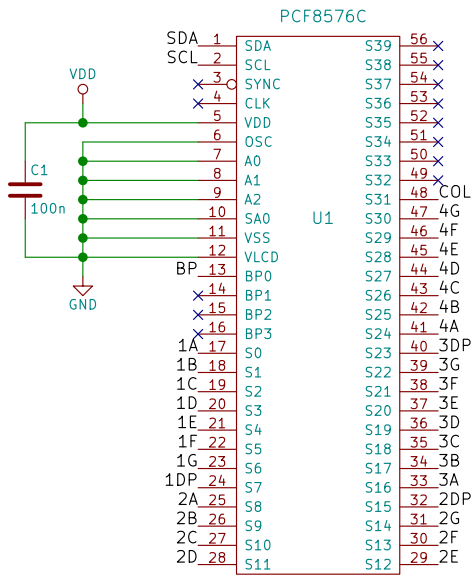 PCF8576C
SDA 1 SDA S39 56
SCL 2 SCL S38 55
3 SYNC S37 54
VDD
4 CLK S36 53
5 VDD S35 52
6 OSC S34 51
7 A0 S33 50
C1 8 A1 S32 49
100n 9 A2 S31 48 COL
10 SA0 U1 S30 47 4G
11 VSS S29 46 4F
12 VLCD S28 45 4E
BP 13 BP0 S27 44 4D
GND 14 BP1 S26 43 4C
15 BP2 S25 42 4B
16 BP3 S24 41 4A
1A 17 S0 S23 40 3DP
1B 18 S1 S22 39 3G
1C 19 S2 S21 38 3F
1D 20 S3 S20 37 3E
1E 21 S4 S19 36 3D
1F 22 S5 S18 35 3C
1G 23 S6 S17 34 3B
1DP 24 S7 S16 33 3A
2A 25 S8 S15 32 2DP
2B 26 S9 S14 31 2G
2C 27 S10 S13 30 2F
2D 28 S11 S12 29 2E